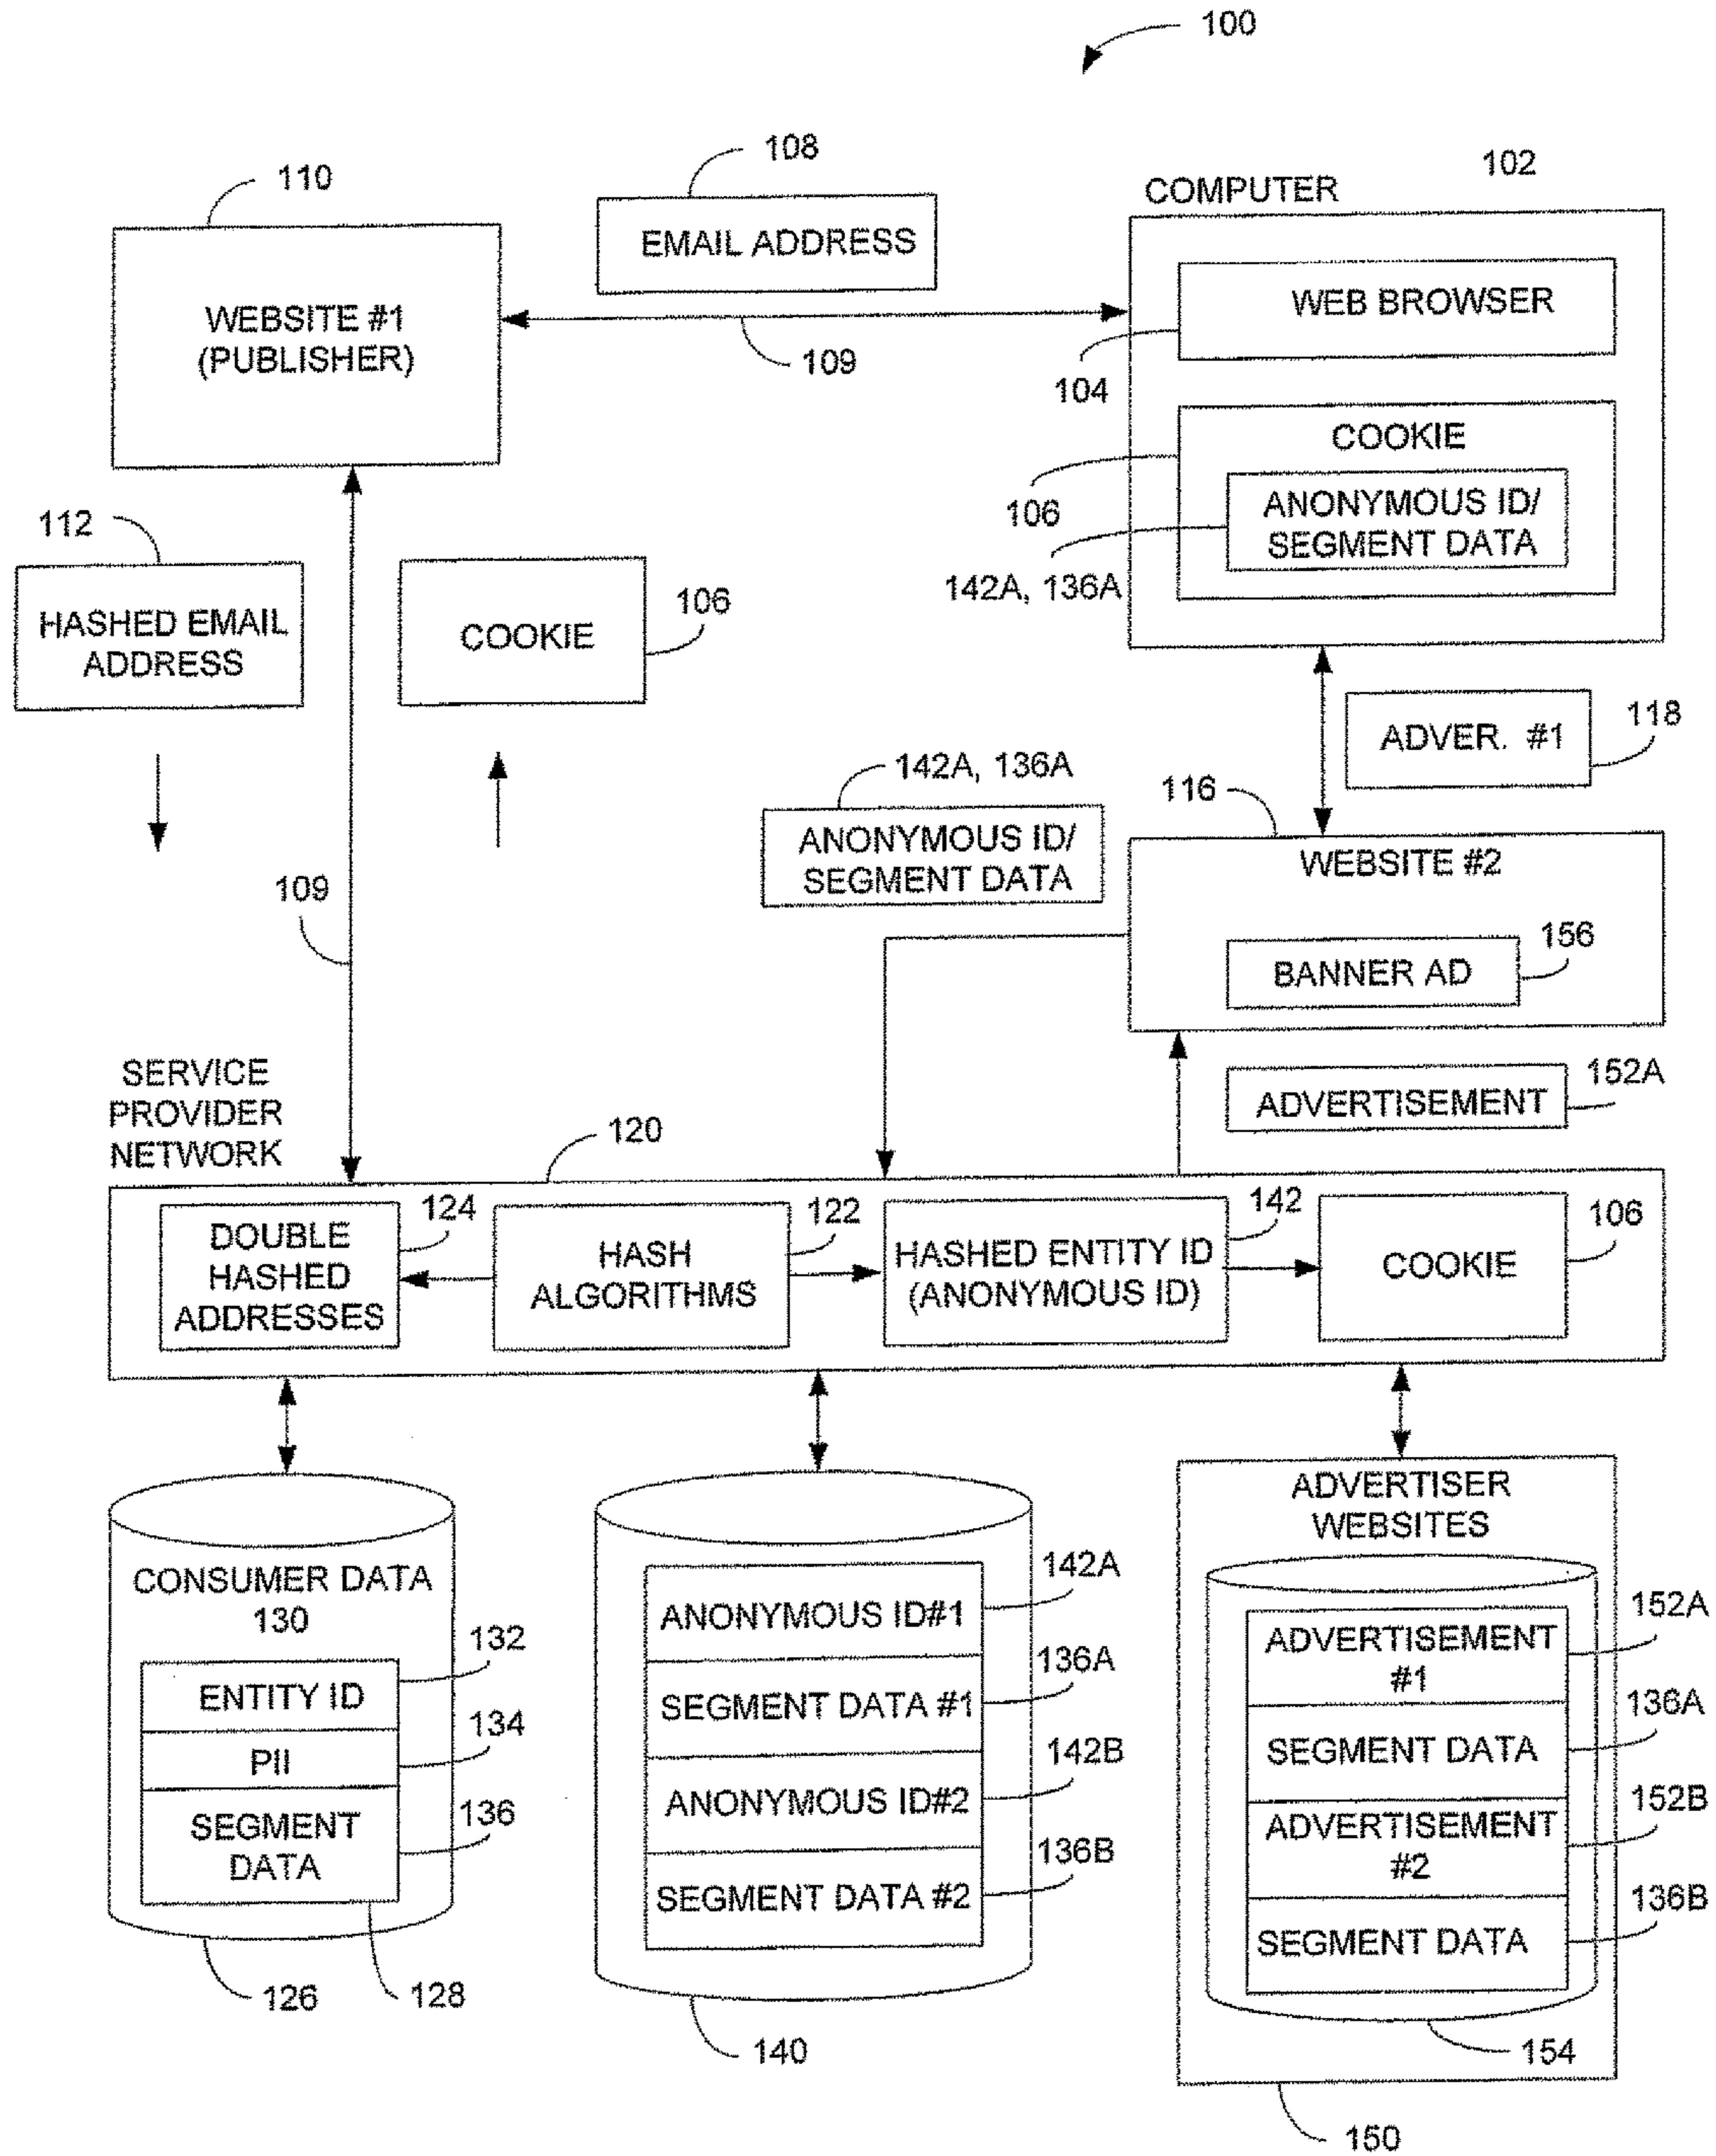 100
108
110
102
COMPUTER
EMAIL ADDRESS
WEB BROWSER
WEBSITE #1
(PUBLISHER)
109
104
COOKIE
106
ANONYMOUS ID/
SEGMENT DATA
142A, 136A
112
HASHED EMAIL
ADDRESS
COOKIE
106
ADVER. #1
118
142A, 136A
116
ANONYMOUS ID/
SEGMENT DATA
WEBSITE #2
109
156
BANNER AD
SERVICE
PROVIDER
NETWORK
120
152A
ADVERTISEMENT
124
DOUBLE
HASHED
ADDRESSES
122
HASH
ALGORITHMS
142
HASHED ENTITY ID
(ANONYMOUS ID)
106
COOKIE
CONSUMER DATA
130
132
ENTITY ID
134
PII
136
SEGMENT
DATA
126
128
142A
ANONYMOUS ID#1
136A
SEGMENT DATA #1
142B
ANONYMOUS ID#2
136B
SEGMENT DATA #2
140
ADVERTISER
WEBSITES
152A
ADVERTISEMENT
#1
136A
SEGMENT DATA
152B
ADVERTISEMENT
#2
136B
SEGMENT DATA
154
150